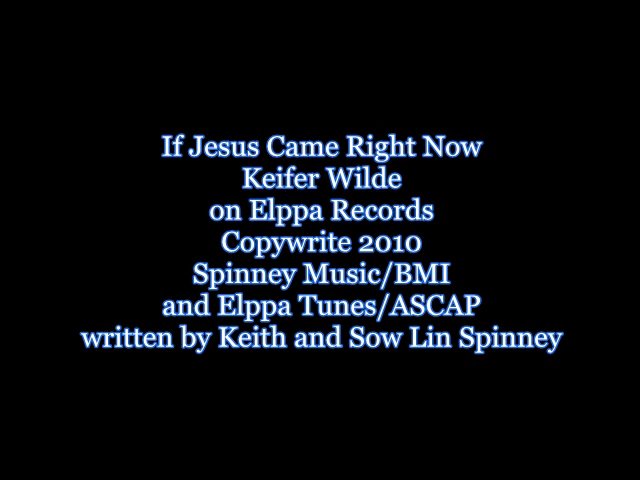 If Jesus Came Right Now
Keifer Wilde
on Elppa Records
Copywrite 2010
Spinney Music/BMI
and Elppa Tunes/ASCAP
written by Keith and Sow Lin Spinney